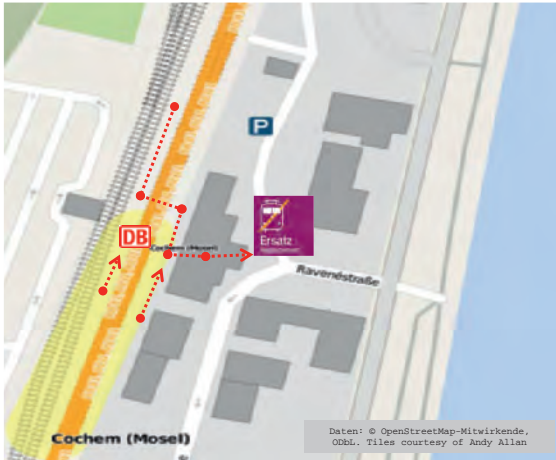 P
DB
Cochem (Mosel)
Ersatz
Ravenéstraße
Cochem (Mosel)
Daten: © OpenStreetMap-Mitwirkende,
ODbL. Tiles courtesy of Andy Allan